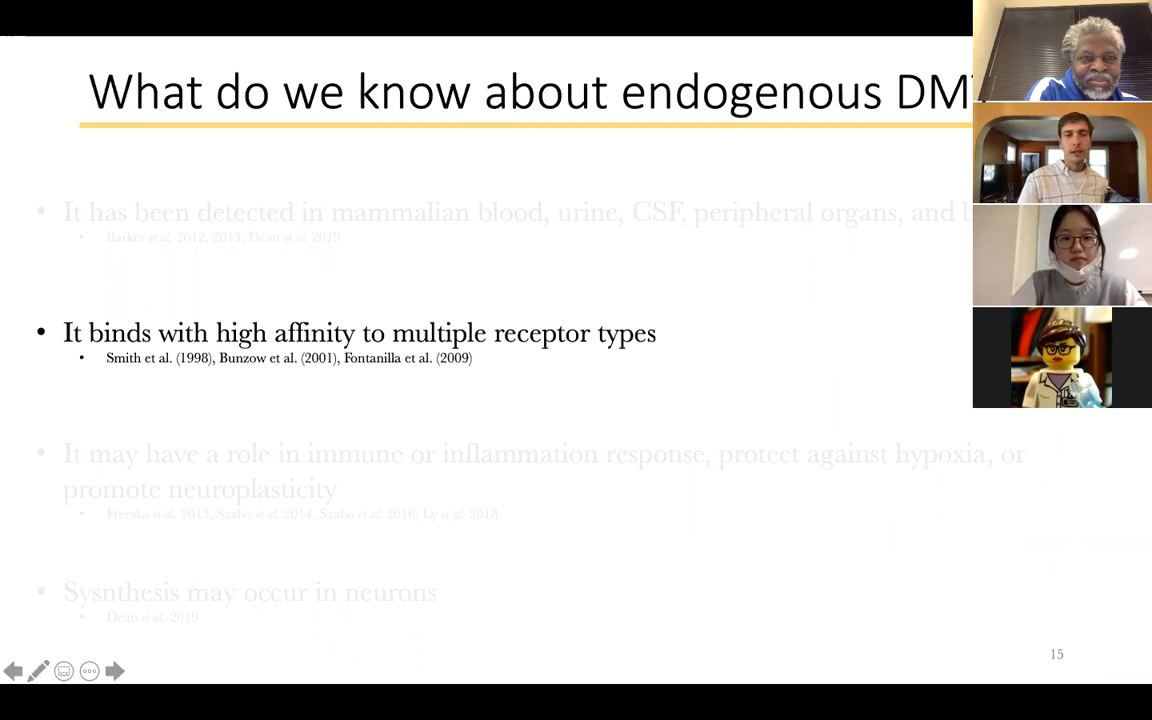 What do we know about endogenous DMT
• It has been detected in mammalian blood, urine, CSF, peripheral organs, and
• Barker et al. 2012, 2013; Dean et al. 2019
• It binds with high affinity to multiple receptor types
• Smith et al. (1998), Bunzow et al. (2001), Fontanilla et al. (2009)
• It may have a role in immune or inflammation response, protect against hypoxia, or
promote neuroplasticity
• Frecska et al. 2013, Szabo et al. 2014, Szabo et al. 2016, Ly et al. 2018
• Sysnthesis may occur in neurons
• Dean et al. 2019
15